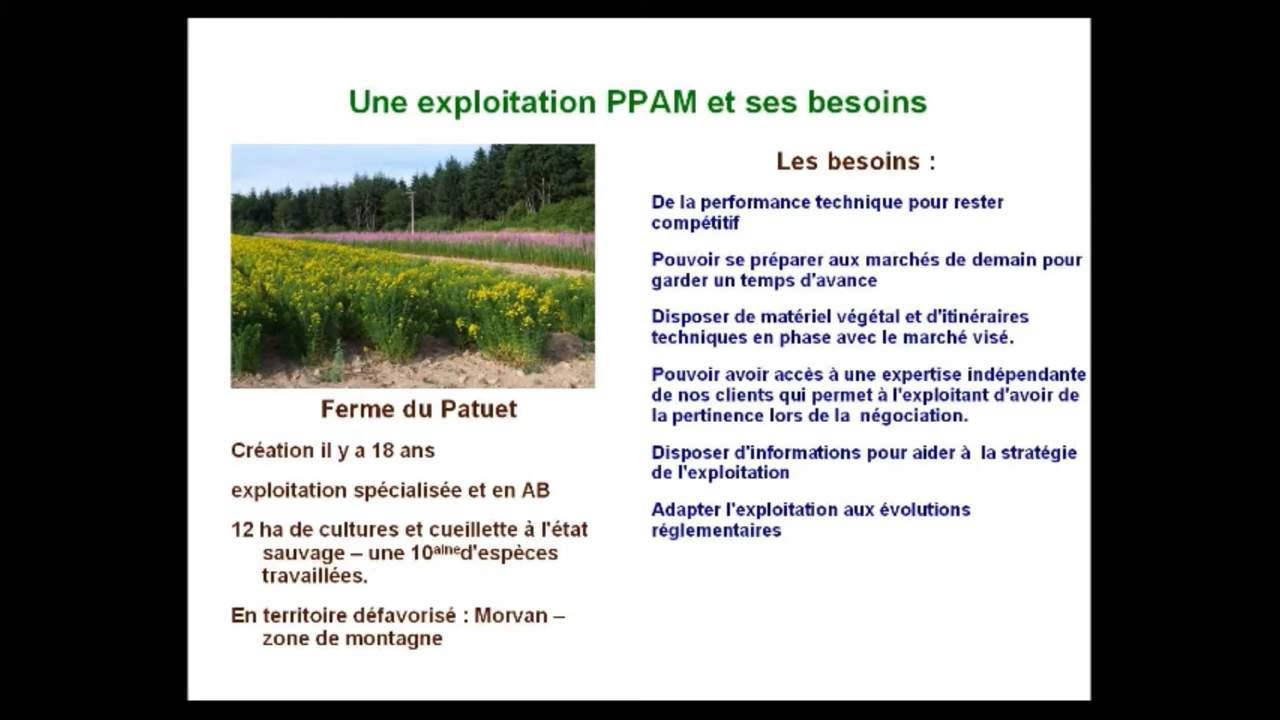 Une exploitation PPAM et ses besoins
Ferme du Patuet
Création il y a 18 ans
exploitation spécialisée et en AB
12 ha de cultures et cueillette à l'état
sauvage – une 10aine d'espèces
travaillées.
En territoire défavorisé : Morvan –
zone de montagne
Les besoins :
De la performance technique pour rester
compétitif
Pouvoir se préparer aux marchés de demain pour
garder un temps d'avance
Disposer de matériel végétal et d'itinéraires
techniques en phase avec le marché visé.
Pouvoir avoir accès à une expertise indépendante
de nos clients qui permet à l'exploitant d'avoir de
la pertinence lors de la  négociation.
Disposer d'informations pour aider à  la stratégie
de l'exploitation
Adapter l'exploitation aux évolutions
réglementaires